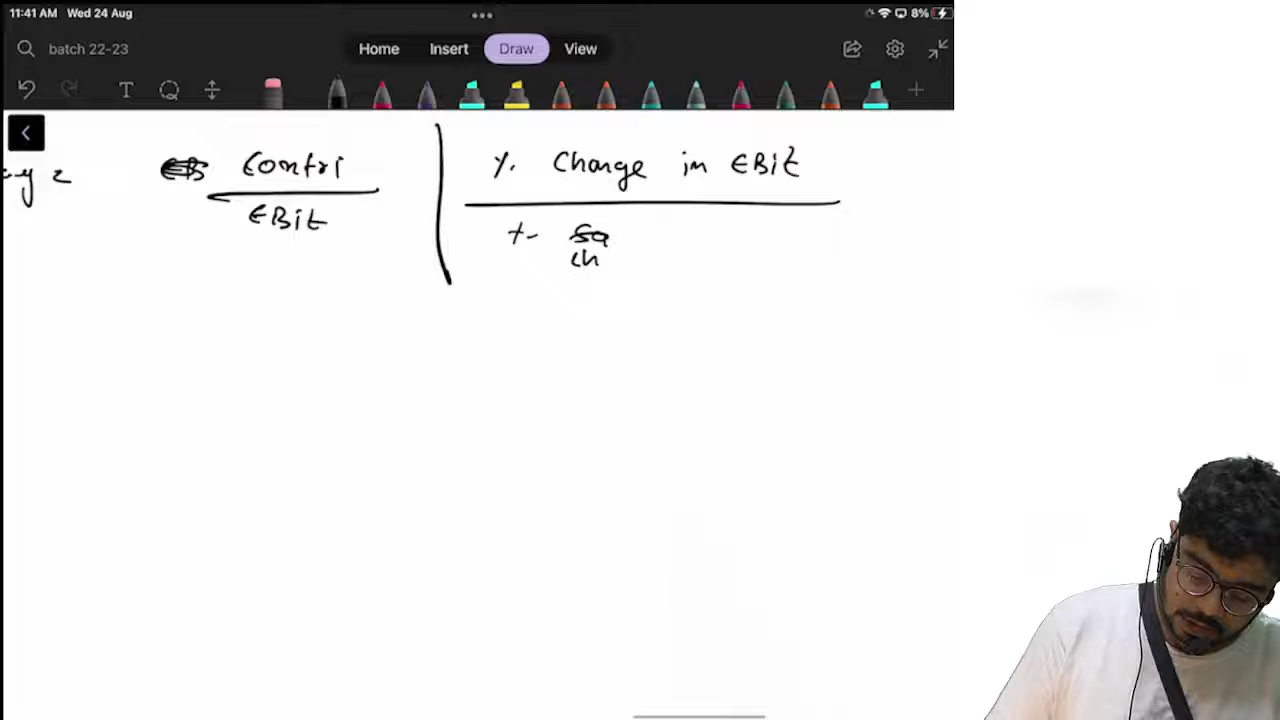 11:41 AM Wed 24 Aug
8%
batch 22-23
Home Insert Draw View
Contri
EBit
% Change in EBit
%
ch